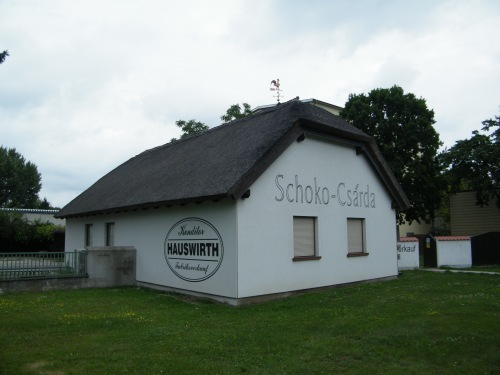 Schoko-Csárda
Konditor
HAUSWIRTH
Fabriksverkauf